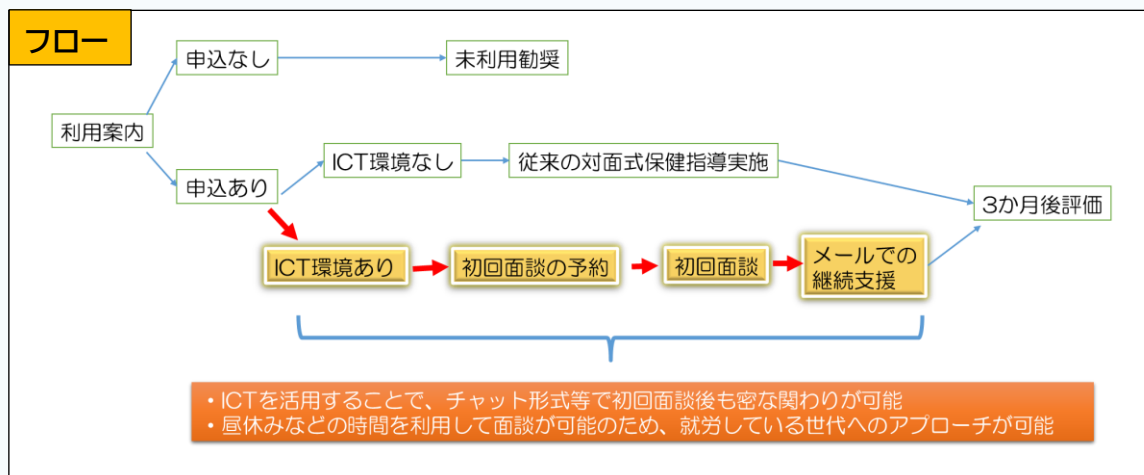 フロー
申込なし
未利用勧奨
利用案内
ICT環境なし
従来の対面式保健指導実施
申込あり
3か月後評価
ICT環境あり
初回面談の予約
初回面談
メールでの
継続支援
・ICTを活用することで、チャット形式等で初回面談後も密な関わりが可能
・昼休みなどの時間を利用して面談が可能のため、就労している世代へのアプローチが可能